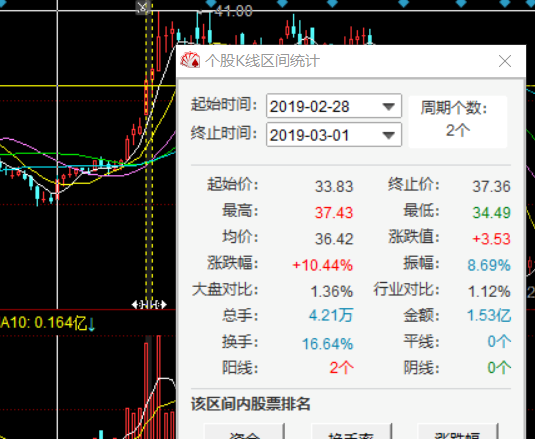 41.00
个股K线区间统计
起始时间: 2019-02-28 周期个数:
终止时间: 2019-03-01 2个
起始价: 33.83 终止价: 37.36
最高: 37.43 最低: 34.49
均价: 36.42 涨跌值: +3.53
涨跌幅: +10.44% 振幅: 8.69%
大盘对比: 1.36% 行业对比: 1.12%
总手: 4.21万 金额: 1.53亿
换手: 16.64% 平线: 0个
阳线: 2个 阴线: 0个
A10: 0.164亿↓
该区间内股票排名
资金 换手率 涨跌幅